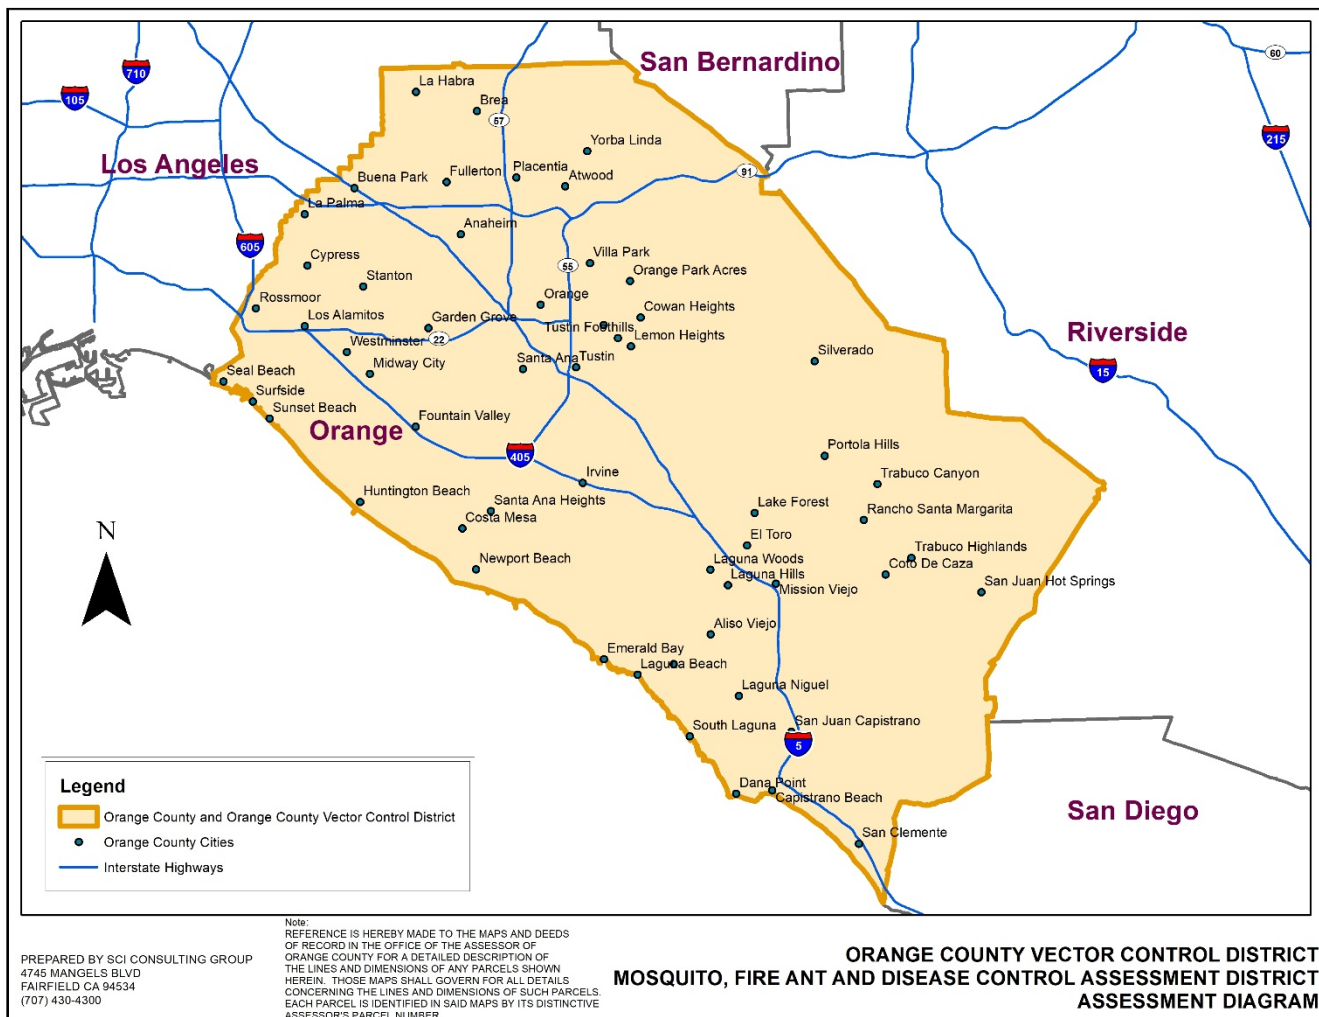 San Bernardino
60
710
La Habra
105
Brea
57
215
Yorba Linda
Los Angeles
91
Placentia
Fullerton
Buena Park
Atwood
La Palma
Anaheim
605
Villa Park
Cypress
55
Orange Park Acres
Stanton
Rossmoor
Orange
Cowan Heights
Los Alamitos
Garden Grove
Tustin Foothills
Riverside
22
Lemon Heights
Westminster
Silverado
Midway City
Santa Ana
Tustin
15
Seal Beach
Surfside
Sunset Beach
Fountain Valley
Orange
Portola Hills
405
Irvine
Trabuco Canyon
Huntington Beach
Santa Ana Heights
Lake Forest
Rancho Santa Margarita
Costa Mesa
N
El Toro
Trabuco Highlands
Newport Beach
Laguna Woods
Coto De Caza
Laguna Hills
Mission Viejo
San Juan Hot Springs
Aliso Viejo
Emerald Bay
Laguna Beach
Laguna Niguel
South Laguna
San Juan Capistrano
5
Dana Point
Capistrano Beach
San Diego
San Clemente
Legend
Orange County and Orange County Vector Control District
Orange County Cities
Interstate Highways
PREPARED BY SCI CONSULTING GROUP
4745 MANGELS BLVD
FAIRFIELD CA 94534
(707) 430-4300
Note:
REFERENCE IS HEREBY MADE TO THE MAPS AND DEEDS
OF RECORD IN THE OFFICE OF THE ASSESSOR OF
ORANGE COUNTY FOR A DETAILED DESCRIPTION OF
THE LINES AND DIMENSIONS OF ANY PARCELS SHOWN
HEREIN. THOSE MAPS SHALL GOVERN FOR ALL DETAILS
CONCERNING THE LINES AND DIMENSIONS OF SUCH PARCELS.
EACH PARCEL IS IDENTIFIED IN SAID MAPS BY ITS DISTINCTIVE
ASSESSOR'S PARCEL NUMBER
ORANGE COUNTY VECTOR CONTROL DISTRICT
MOSQUITO, FIRE ANT AND DISEASE CONTROL ASSESSMENT DISTRICT
ASSESSMENT DIAGRAM